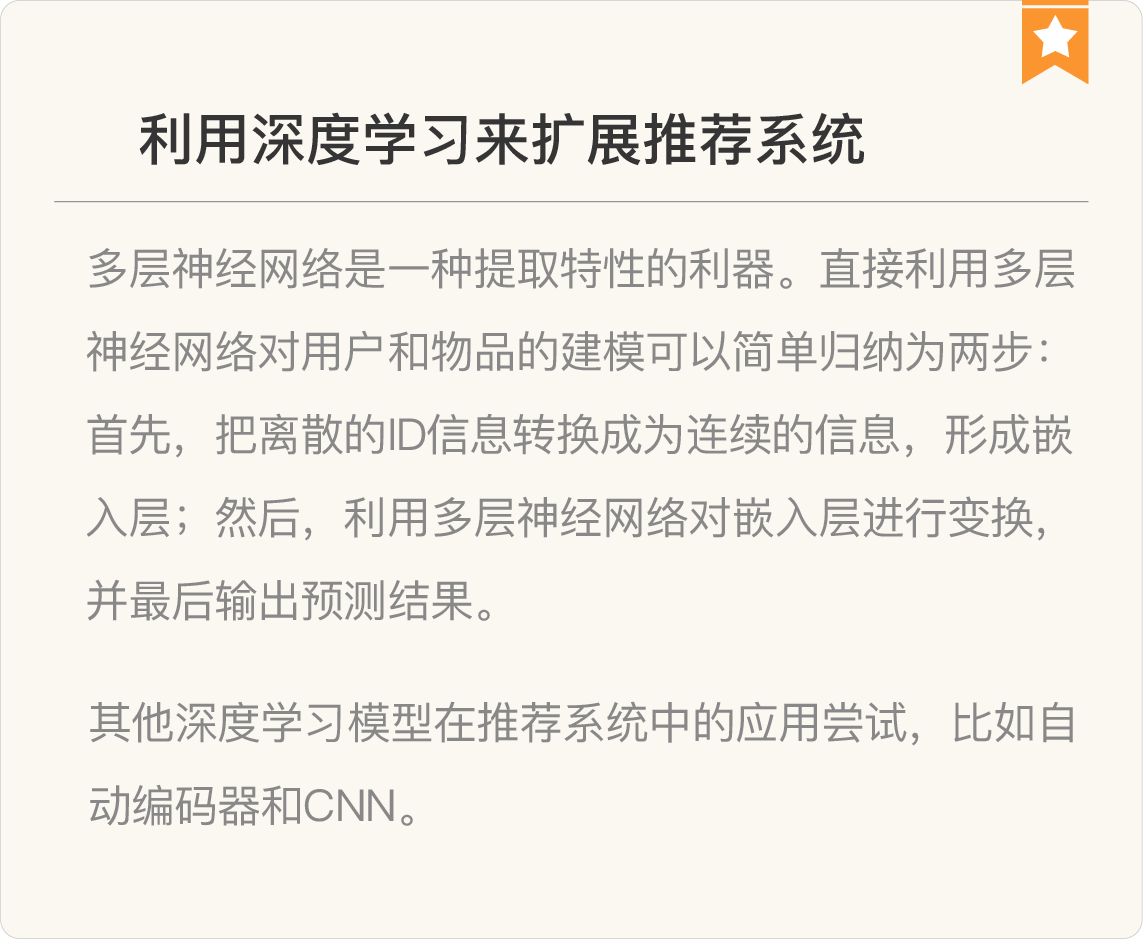 利用深度学习来扩展推荐系统
多层神经网络是一种提取特性的利器。直接利用多层
神经网络对用户和物品的建模可以简单归纳为两步：
首先，把离散的ID信息转换成为连续的信息，形成嵌
入层；然后，利用多层神经网络对嵌入层进行变换，
并最后输出预测结果。
其他深度学习模型在推荐系统中的应用尝试，比如自
动编码器和CNN。